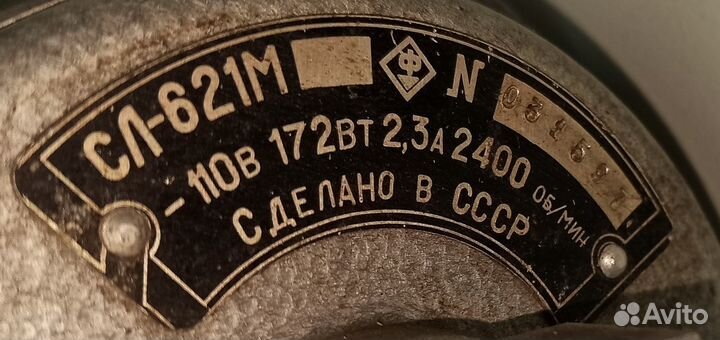 СЛ-621М N 031597
-110В 172ВТ 2,3А 2400 ОБ/МИН
СДЕЛАНО В СССР
Avito